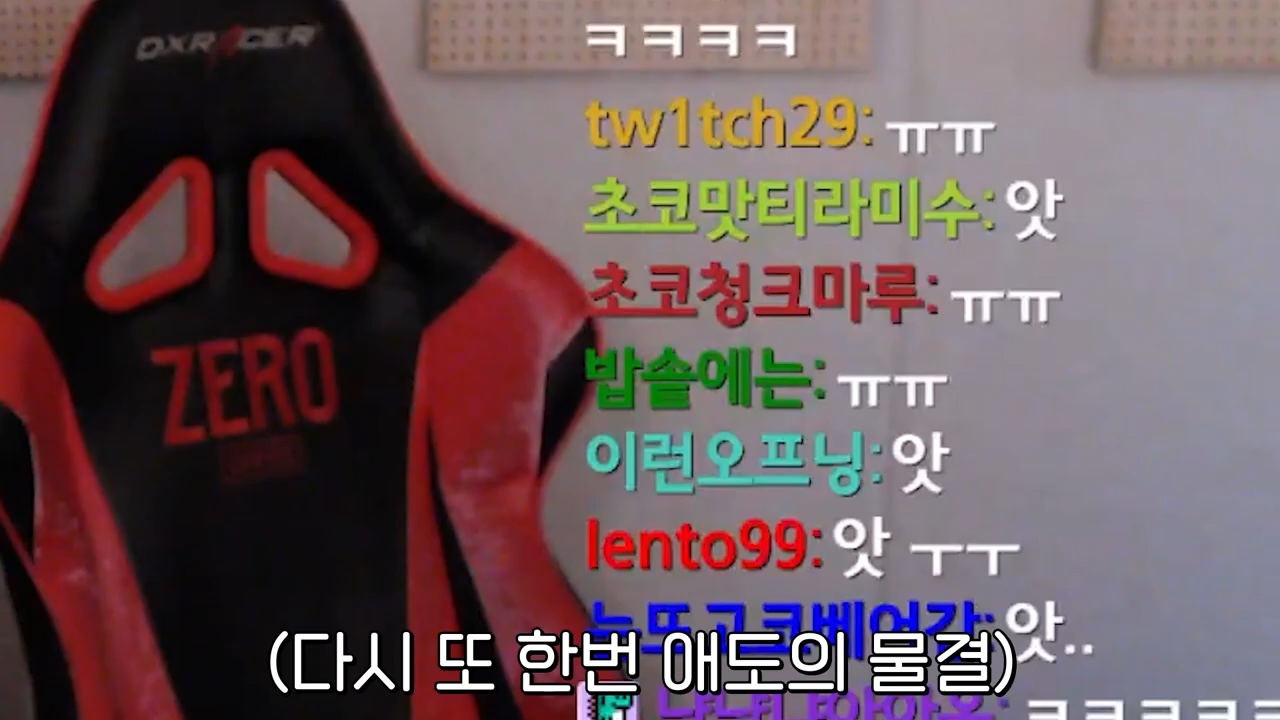 DXRACER
ㅋㅋㅋㅋ
tw1tch29: ㅠㅠ
초코맛티라미수: 앗
초코청크마루: ㅠㅠ
밥솥에는: ㅠㅠ
ZERO
이런오프닝: 앗
lento99: 앗 ㅜㅜ
앗..
(다시 또 한번 애도의 물결)
ㅋㅋㅋㅋㅋ